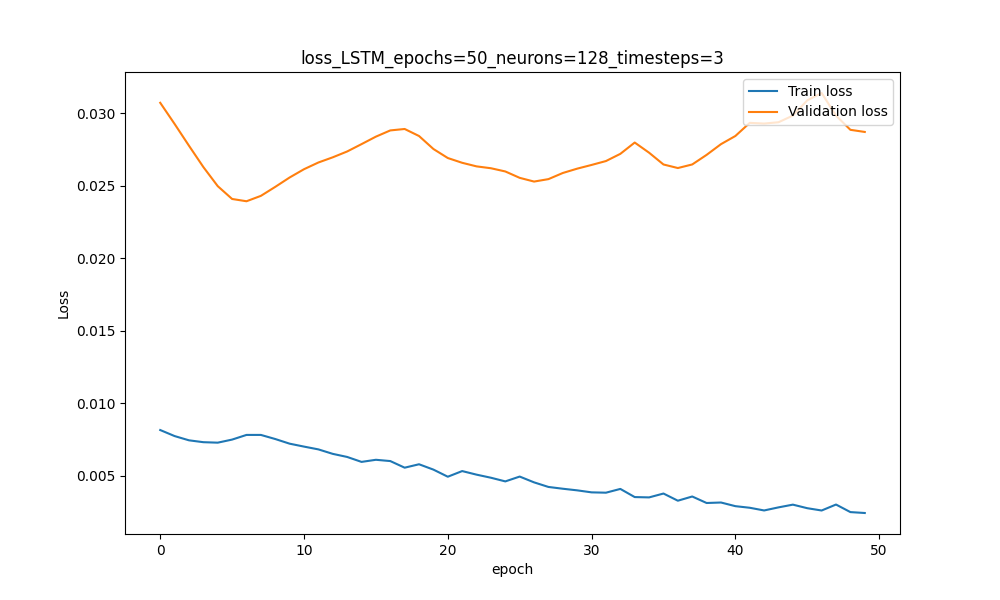 loss_LSTM_epochs=50_neurons=128_timesteps=3
Train loss
Validation loss
0.030
0.025
0.020
0.015
0.010
0.005
Loss
0 10 20 30 40 50
epoch